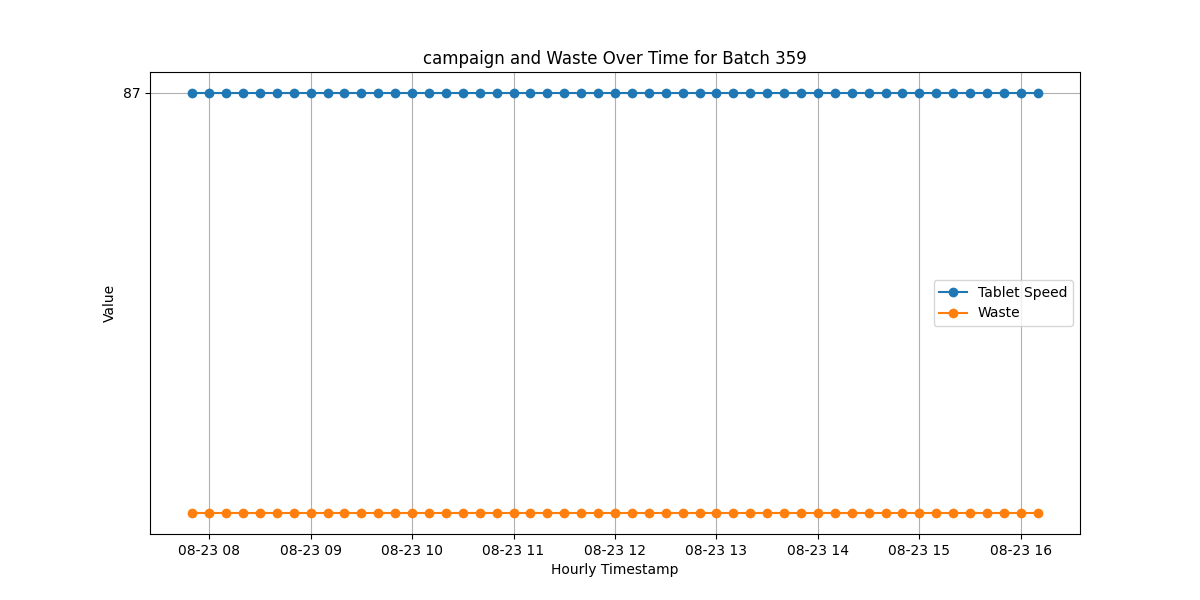 campaign and Waste Over Time for Batch 359
87
Value
Tablet Speed
Waste
08-23 08
08-23 09
08-23 10
08-23 11
08-23 12
08-23 13
08-23 14
08-23 15
08-23 16
Hourly Timestamp